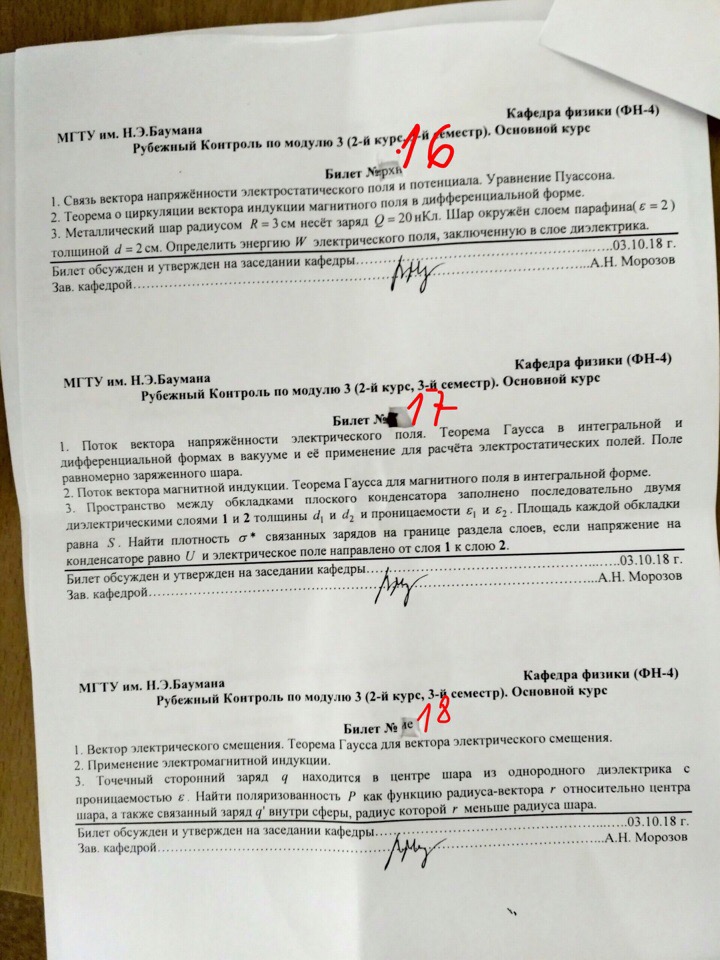 Кафедра физики (ФН-4)
МГТУ им. Н.Э.Баумана
Рубежный Контроль по модулю 3 (2-й курс, 3-й семестр). Основной курс
Билет № 16
1. Связь вектора напряжённости электростатического поля и потенциала. Уравнение Пуассона.
2. Теорема о циркуляции вектора индукции магнитного поля в дифференциальной форме.
3. Металлический шар радиусом R = 3 см несёт заряд Q = 20 нКл. Шар окружён слоем парафина( ε = 2 )
толщиной d = 2 см. Определить энергию W электрического поля, заключенную в слое диэлектрика.
Билет обсужден и утвержден на заседании кафедры……………………………………03.10.18 г.
Зав. кафедрой……………………………………………………………………...А.Н. Морозов
Кафедра физики (ФН-4)
МГТУ им. Н.Э.Баумана
Рубежный Контроль по модулю 3 (2-й курс, 3-й семестр). Основной курс
Билет № 17
1. Поток вектора напряжённости электрического поля. Теорема Гаусса в интегральной и
дифференциальной формах в вакууме и её применение для расчёта электростатических полей. Поле
равномерно заряженного шара.
2. Поток вектора магнитной индукции. Теорема Гаусса для магнитного поля в интегральной форме.
3. Пространство между обкладками плоского конденсатора заполнено последовательно двумя
диэлектрическими слоями 1 и 2 толщины d₁ и d₂ и проницаемости ε₁ и ε₂. Площадь каждой обкладки
равна S. Найти плотность σ* связанных зарядов на границе раздела слоев, если напряжение на
конденсаторе равно U и электрическое поле направлено от слоя 1 к слою 2.
Билет обсужден и утвержден на заседании кафедры……………………………………03.10.18 г.
Зав. кафедрой……………………………………………………………………...А.Н. Морозов
Кафедра физики (ФН-4)
МГТУ им. Н.Э.Баумана
Рубежный Контроль по модулю 3 (2-й курс, 3-й семестр). Основной курс
Билет № 18
1. Вектор электрического смещения. Теорема Гаусса для вектора электрического смещения.
2. Применение электромагнитной индукции.
3. Точечный сторонний заряд q находится в центре шара из однородного диэлектрика с
проницаемостью ε. Найти поляризованность P как функцию радиуса-вектора r относительно центра
шара, а также связанный заряд q' внутри сферы, радиус которой r меньше радиуса шара.
Билет обсужден и утвержден на заседании кафедры……………………………………03.10.18 г.
Зав. кафедрой……………………………………………………………………...А.Н. Морозов